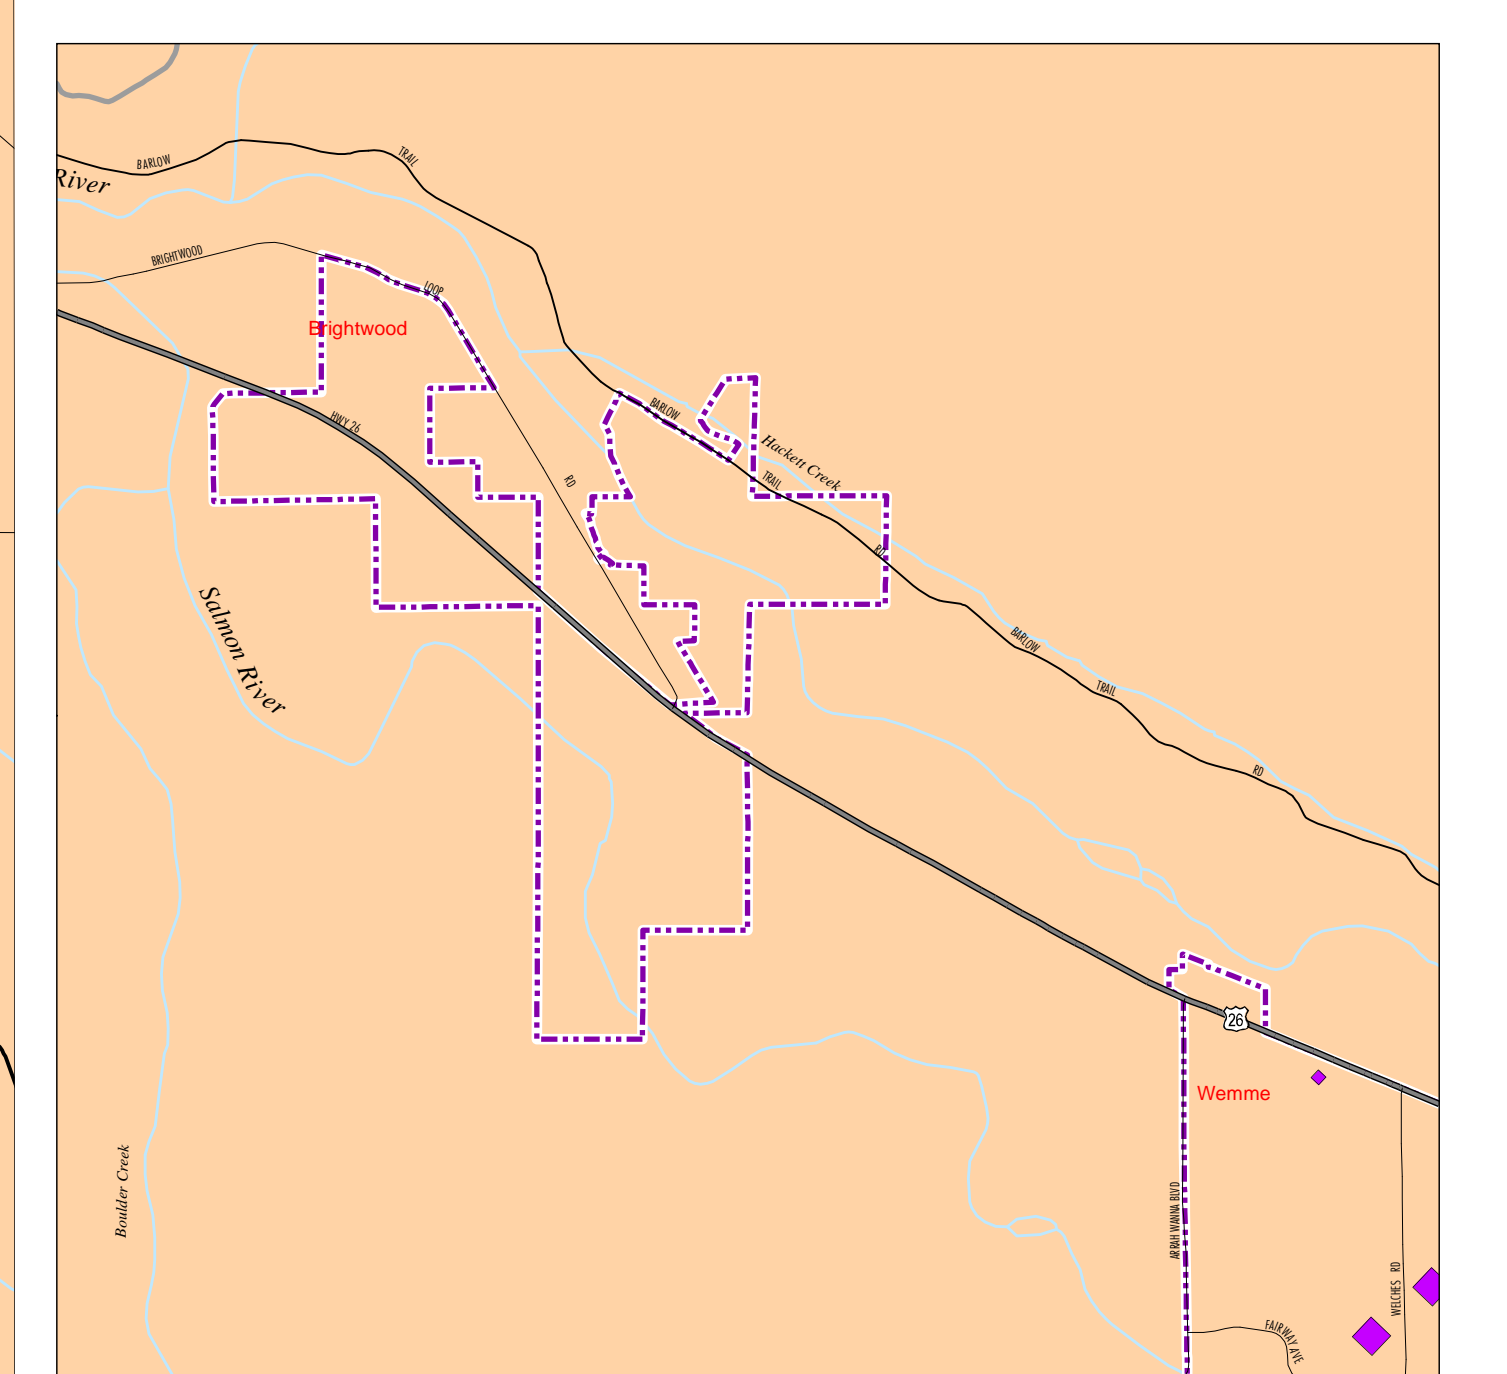 BARLOW
TRAIL
River
BRIGHTWOOD
LOOP
Brightwood
HWY 26
BARLOW
Hackett Creek
TRAIL
RD
RD
Salmon River
BARLOW
TRAIL
RD
26
Wemme
Boulder Creek
ARRAH WANNA BLVD
WELCHES RD
FAIRWAY AVE